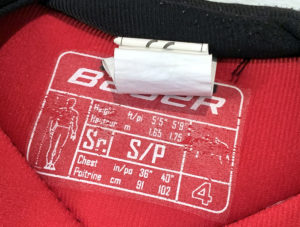 BAUER
Height ft/pi 5'5" 5'9"
Hauteur m 1.65 1.75
Sr. S/P
Chest in/po 36" 40"
Poitrine cm 91 102
4